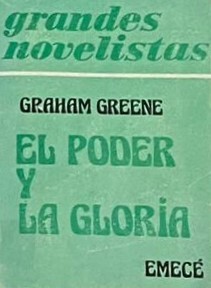 grandes
novelistas
GRAHAM GREENE
EL PODER
Y
LA GLORIA
EMECÉ